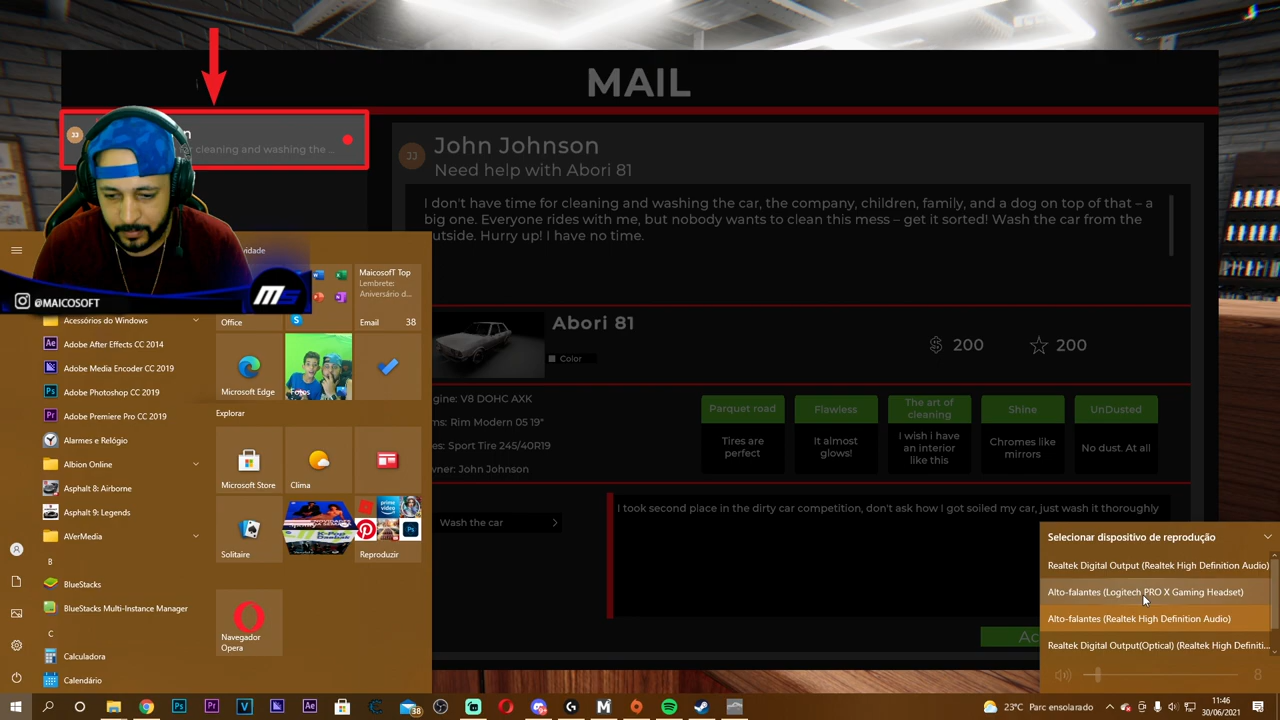 MAIL
JJ
for cleaning and washing the ...
JJ
John Johnson
Need help with Abori 81
I don't have time for cleaning and washing the car, the company, children, family, and a dog on top of that – a
big one. Everyone rides with me, but nobody wants to clean this mess – get it sorted! Wash the car from the
outside. Hurry up! I have no time.
Abori 81
Color
200
200
Engine: V8 DOHC AXK
Rim Modern 05 19"
Sport Tire 245/40R19
John Johnson
Parquet road
Tires are
perfect
Flawless
It almost
glows!
The art of
cleaning
I wish I have
an interior
like this
Shine
Chromes like
mirrors
UnDusted
No dust. At all
Wash the car
I took second place in the dirty car competition, don't ask how I got soiled my car, just wash it thoroughly
Ac
@MAICOSOFT
MS
Acessórios do Windows
Adobe After Effects CC 2014
Adobe Media Encoder CC 2019
Adobe Photoshop CC 2019
Adobe Premiere Pro CC 2019
Alarmes e Relógio
Albion Online
Asphalt 8: Airborne
Asphalt 9: Legends
AVerMedia
B
BlueStacks
BlueStacks Multi-Instance Manager
C
Calculadora
Calendário
Office
MaicosofT Top
Lembrete:
Aniversário d...
Email 38
Microsoft Edge
Fotos
Explorar
Microsoft Store
Clima
Solitaire
Reproduzir
Navegador
Opera
Selecionar dispositivo de reprodução
Realtek Digital Output (Realtek High Definition Audio)
Alto-falantes (Logitech PRO X Gaming Headset)
Alto-falantes (Realtek High Definition Audio)
Realtek Digital Output(Optical) (Realtek High Definiti...
8
38
23°C Parc ensolarado
11:46
30/06/2021